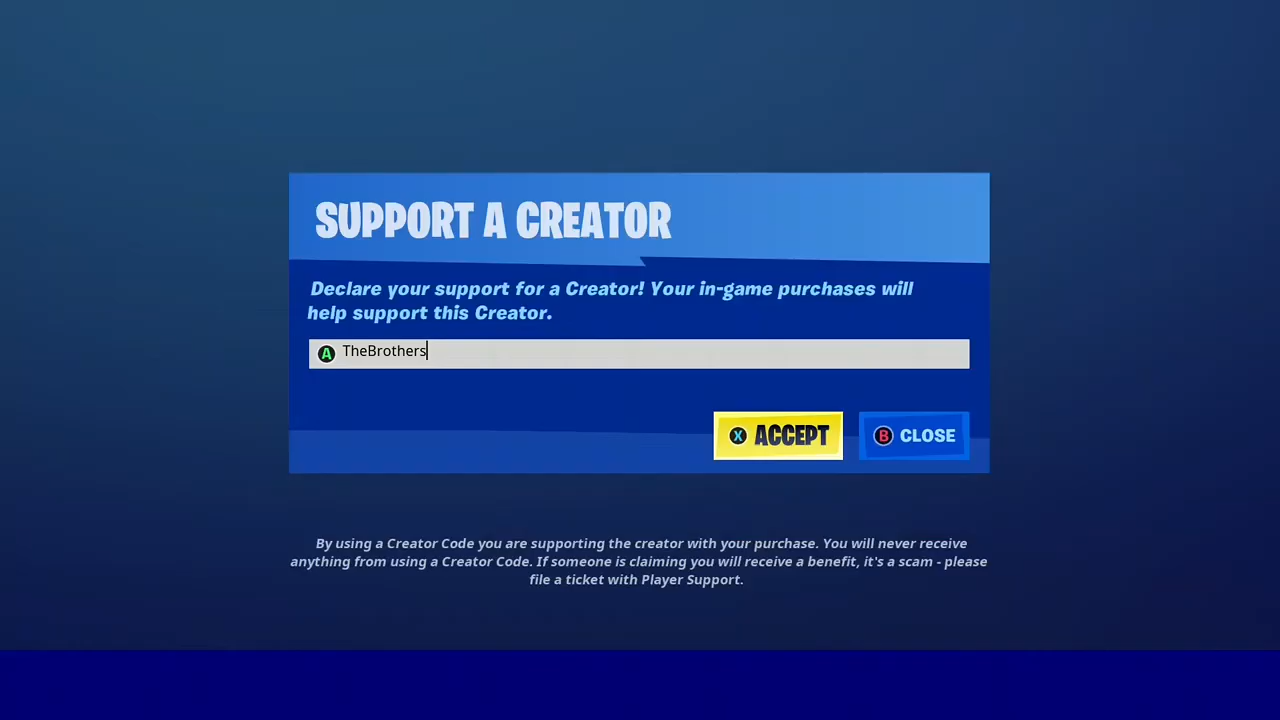 SUPPORT A CREATOR
Declare your support for a Creator! Your in-game purchases will
help support this Creator.
A TheBrothers
X ACCEPT B CLOSE
By using a Creator Code you are supporting the creator with your purchase. You will never receive
anything from using a Creator Code. If someone is claiming you will receive a benefit, it's a scam - please
file a ticket with Player Support.